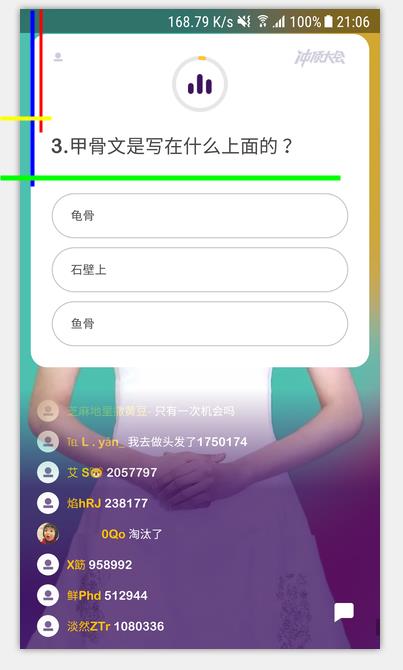 168.79 K/s 100% 21:06
冲顶大会
3.甲骨文是写在什么上面的？
龟骨
石壁上
鱼骨
芝麻地里撒黄豆- 只有一次机会吗
L . yàn_ 我去做头发了1750174
艾 S🐯 2057797
焰hRJ 238177
0Qo 淘汰了
X筋 958992
鲜Phd 512944
淡然ZTr 1080336